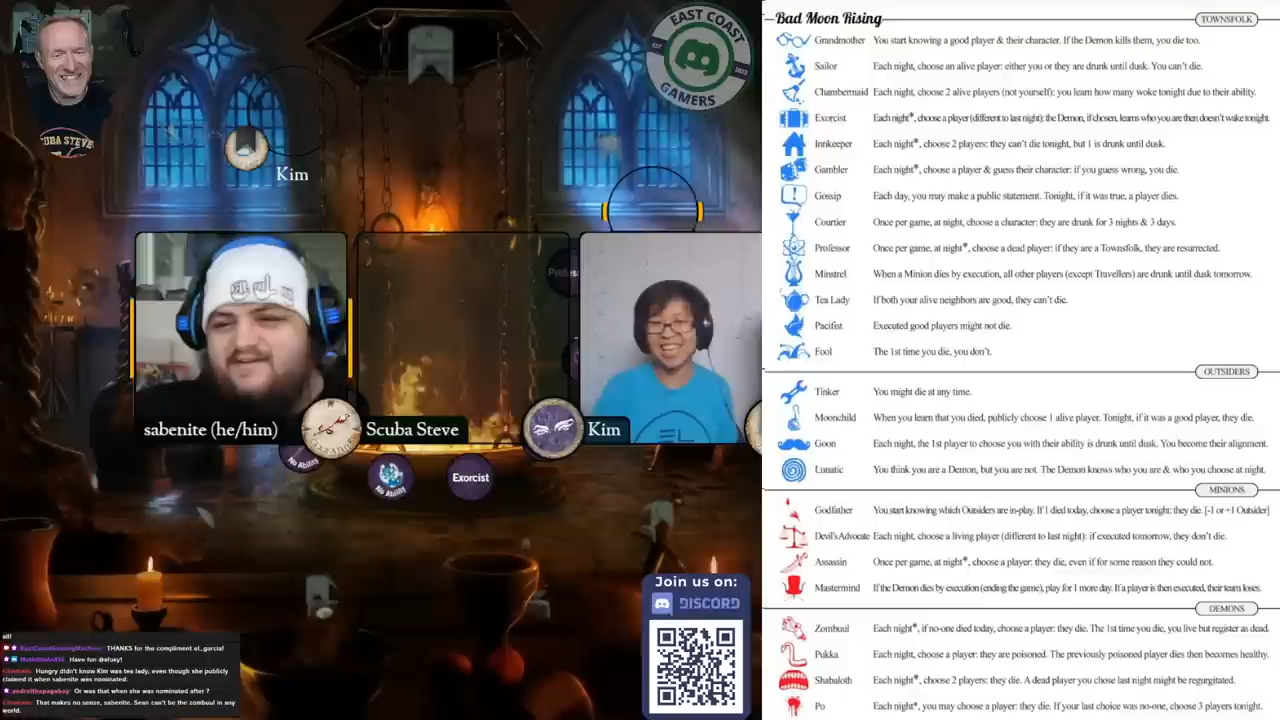 EAST COAST
EST
2022
GAMERS
SCUBA STEVE
Kim
sabenite (he/him)
Scuba Steve
Kim
No Ability
No Ability
Exorcist
Join us on:
DISCORD
all!
THANKS for the compliment el_garcia!
Have fun @eluxy!
Hungry didn't know Kim was tea lady, even though she publicly
claimed it when sabenite was nominated.
androltthepageboy: Or was that when she was nominated after ?
That makes no sense, sabenite. Sean can't be the zombuul in any
world.
Bad Moon Rising
TOWNSFOLK
Grandmother You start knowing a good player & their character. If the Demon kills them, you die too.
Sailor Each night, choose an alive player: either you or they are drunk until dusk. You can't die.
Chambermaid Each night, choose 2 alive players (not yourself): you learn how many woke tonight due to their ability.
Exorcist Each night*, choose a player (different to last night): the Demon, if chosen, learns who you are then doesn't wake tonight.
Innkeeper Each night*, choose 2 players: they can't die tonight, but 1 is drunk until dusk.
Gambler Each night*, choose a player & guess their character: if you guess wrong, you die.
Gossip Each day, you may make a public statement. Tonight, if it was true, a player dies.
Courtier Once per game, at night, choose a character: they are drunk for 3 nights & 3 days.
Professor Once per game, at night*, choose a dead player: if they are a Townsfolk, they are resurrected.
Minstrel When a Minion dies by execution, all other players (except Travellers) are drunk until dusk tomorrow.
Tea Lady If both your alive neighbors are good, they can't die.
Pacifist Executed good players might not die.
Fool The 1st time you die, you don't.
OUTSIDERS
Tinker You might die at any time.
Moonchild When you learn that you died, publicly choose 1 alive player. Tonight, if it was a good player, they die.
Goon Each night, the 1st player to choose you with their ability is drunk until dusk. You become their alignment.
Lunatic You think you are a Demon, but you are not. The Demon knows who you are & who you choose at night.
MINIONS
Godfather You start knowing which Outsiders are in-play. If 1 died today, choose a player tonight: they die. [-1 or +1 Outsider]
Devil's Advocate Each night, choose a living player (different to last night): if executed tomorrow, they don't die.
Assassin Once per game, at night*, choose a player: they die, even if for some reason they could not.
Mastermind If the Demon dies by execution (ending the game), play for 1 more day. If a player is then executed, their team loses.
DEMONS
Zombuul Each night*, if no-one died today, choose a player: they die. The 1st time you die, you live but register as dead.
Pukka Each night, choose a player: they are poisoned. The previously poisoned player dies then becomes healthy.
Shabaloth Each night*, choose 2 players: they die. A dead player you chose last night might be regurgitated.
Po Each night*, you may choose a player: they die. If your last choice was no-one, choose 3 players tonight.